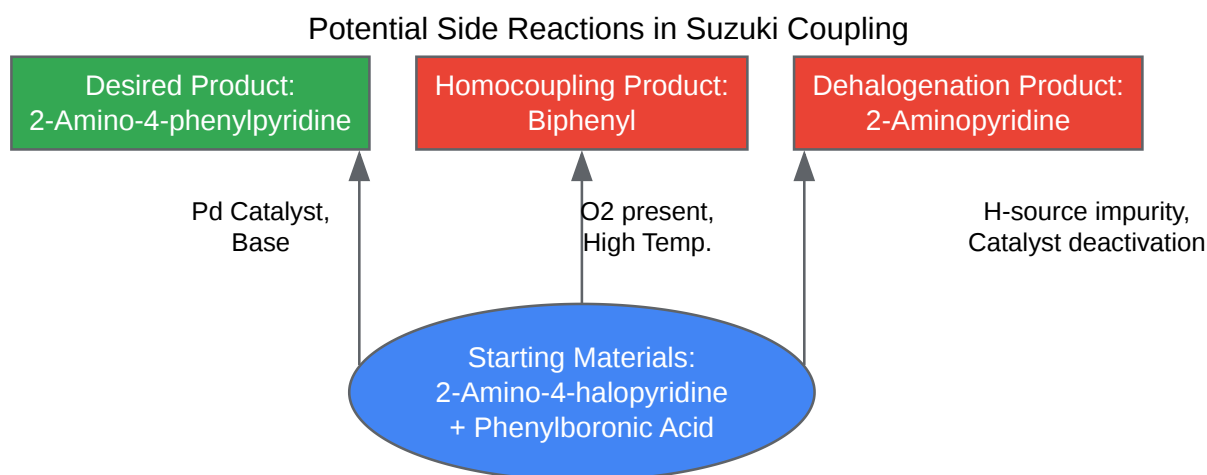 Potential Side Reactions in Suzuki Coupling
Desired Product:
2-Amino-4-phenylpyridine
Homocoupling Product:
Biphenyl
Dehalogenation Product:
2-Aminopyridine
Pd Catalyst,
Base
O2 present,
High Temp.
H-source impurity,
Catalyst deactivation
Starting Materials:
2-Amino-4-halopyridine
+ Phenylboronic Acid